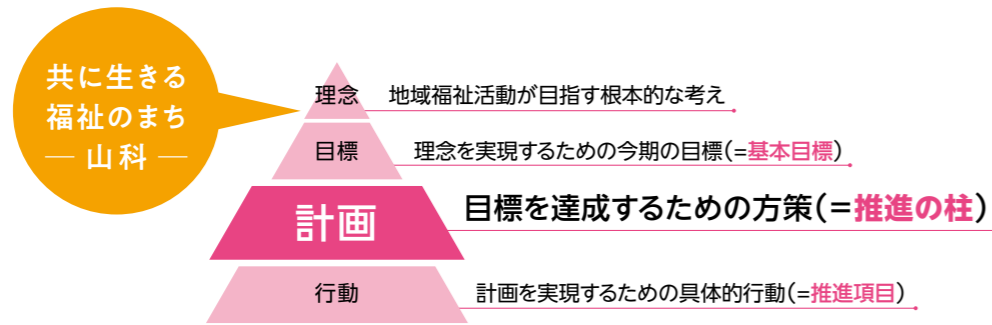 共に生きる
福祉のまち
― 山科 ―
理念 地域福祉活動が目指す根本的な考え
目標 理念を実現するための今期の目標(=基本目標)
計画 目標を達成するための方策(=推進の柱)
行動 計画を実現するための具体的行動(=推進項目)